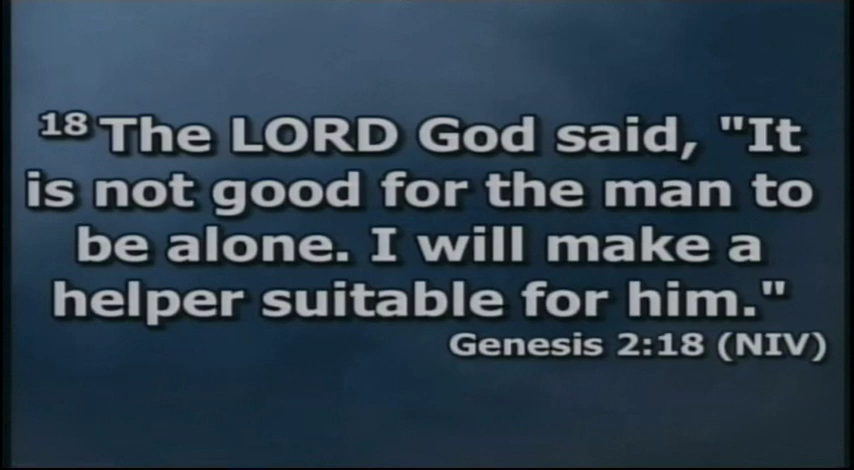 18 The LORD God said, "It
is not good for the man to
be alone. I will make a
helper suitable for him."
Genesis 2:18 (NIV)